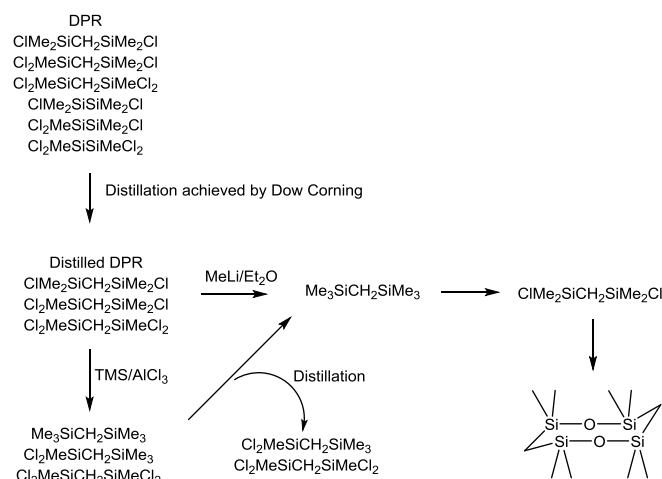 DPR
ClMe₂SiCH₂SiMe₂Cl
Cl₂MeSiCH₂SiMe₂Cl
Cl₂MeSiCH₂SiMECl₂
ClMe₂SiSiMe₂Cl
Cl₂MeSiSiMe₂Cl
Cl₂MeSiSiMeCl₂
Distillation achieved by Dow Corning
Distilled DPR
ClMe₂SiCH₂SiMe₂Cl
Cl₂MeSiCH₂SiMe₂Cl
Cl₂MeSiCH₂SiMECl₂
MeLi/Et₂O
Me₃SiCH₂SiMe₃
ClMe₂SiCH₂SiMe₂Cl
TMS/AlCl₃
Distillation
Me₃SiCH₂SiMe₃
Cl₂MeSiCH₂SiMe₃
Cl₂MeSiCH₂SiMeCl₂
Cl₂MeSiCH₂SiMe₃
Cl₂MeSiCH₂SiMeCl₂
Si O Si
Si O Si